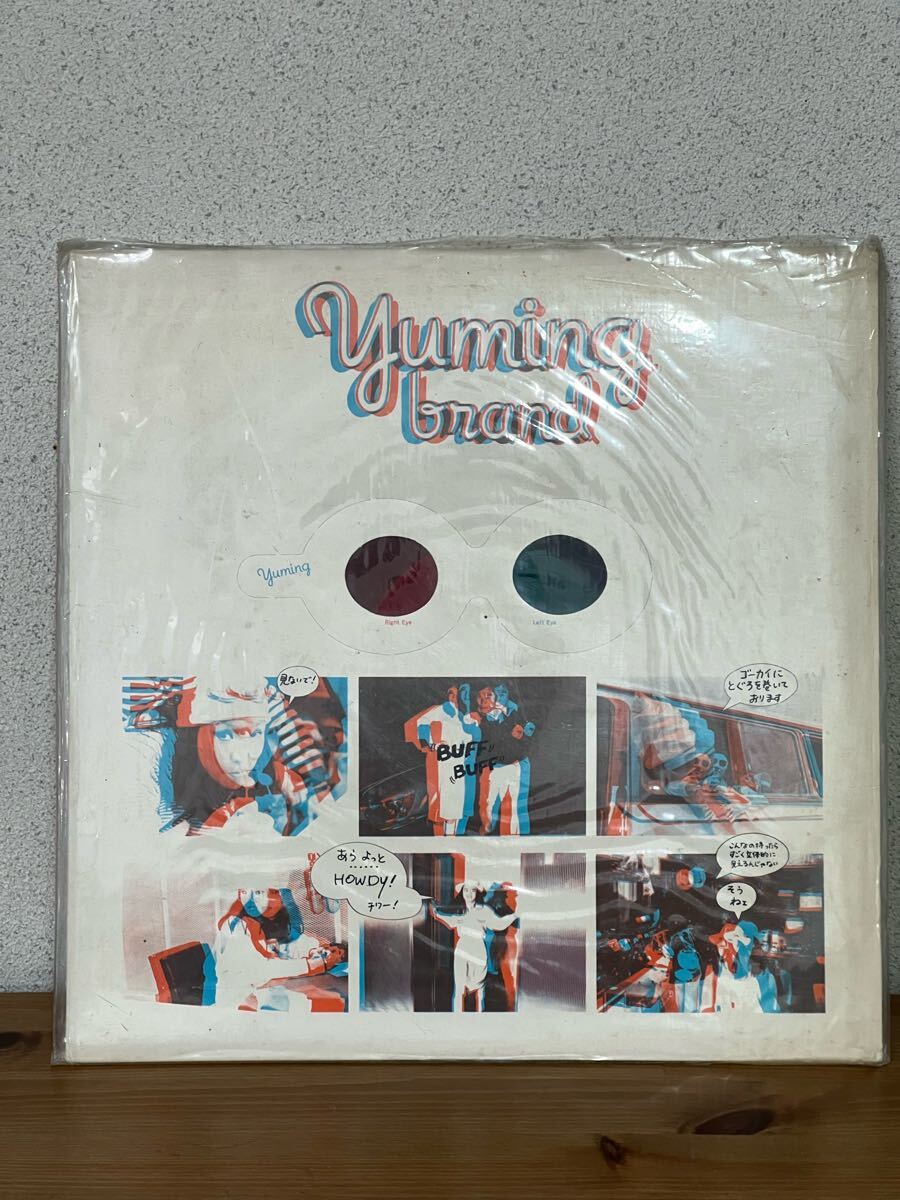 Yuming
brand
Yuming
Right Eye
Left Eye
見ないで!
"BUFF"
"BUFF"
ゴーカイに
とぐろを巻いて
おります
あら よっと
……
HOWDY!
チワー!
こんなの持ったら
すごく立体的に
見えるんじゃない
そう
ねェ